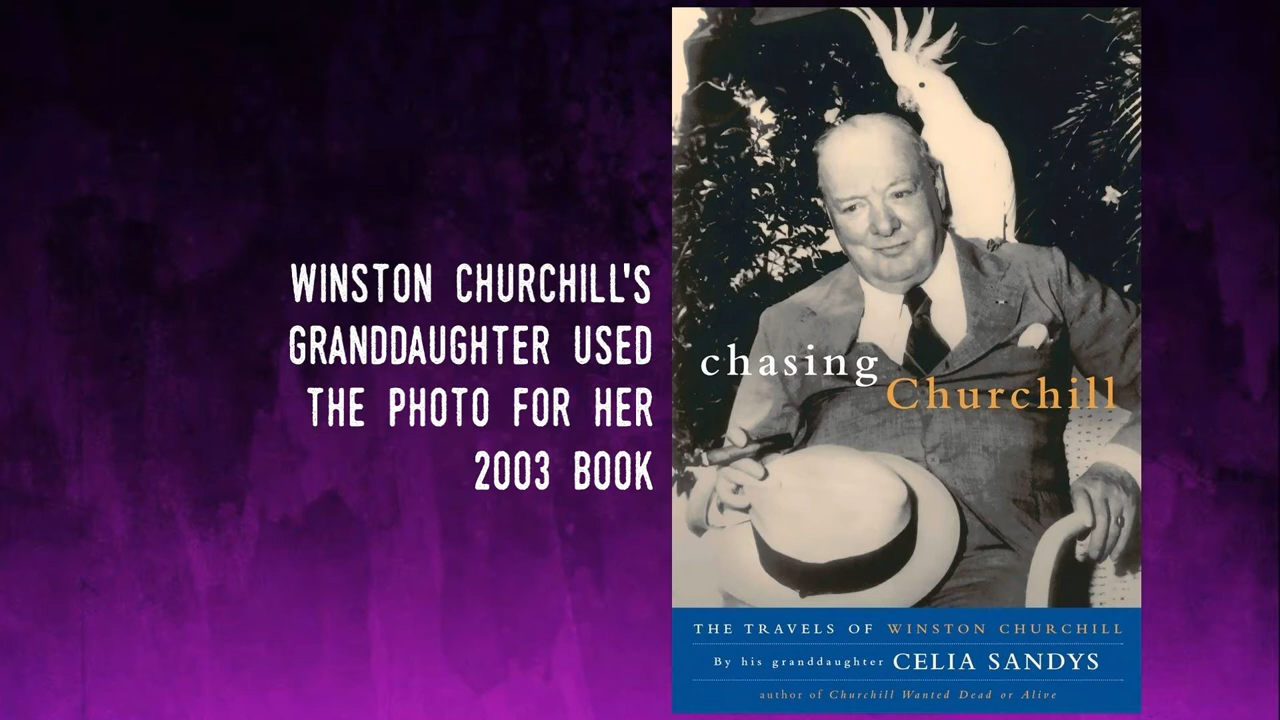 WINSTON CHURCHILL'S
GRANDDAUGHTER USED
THE PHOTO FOR HER
2003 BOOK
chasing
Churchill
THE TRAVELS OF WINSTON CHURCHILL
By his granddaughter CELIA SANDYS
author of Churchill Wanted Dead or Alive